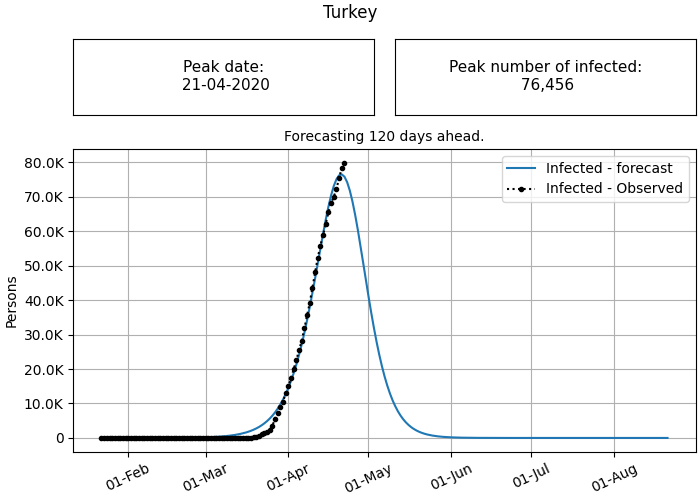 Turkey
Peak date:
21-04-2020
Peak number of infected:
76,456
Forecasting 120 days ahead.
Infected - forecast
Infected - Observed
Persons
80.0K
70.0K
60.0K
50.0K
40.0K
30.0K
20.0K
10.0K
0
01-Feb
01-Mar
01-Apr
01-May
01-Jun
01-Jul
01-Aug